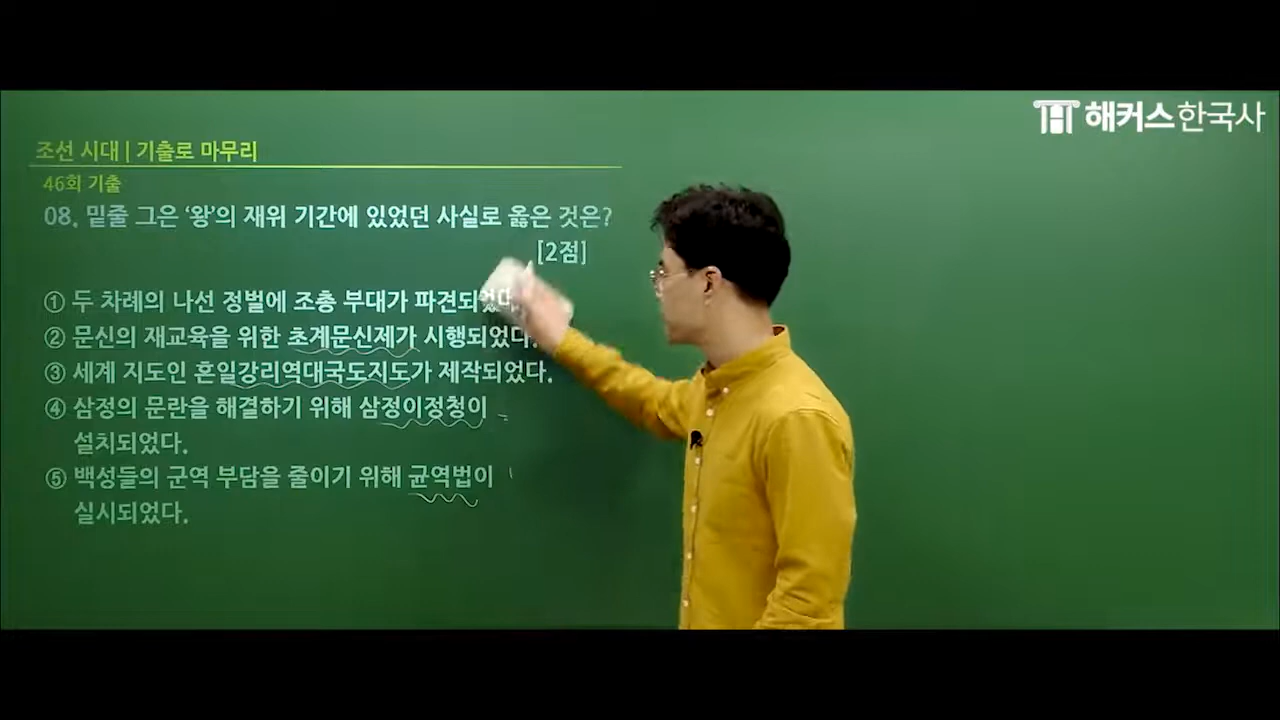 해커스한국사
조선 시대 | 기출로 마무리
46회 기출
08. 밑줄 그은 ‘왕’의 재위 기간에 있었던 사실로 옳은 것은?
[2점]
① 두 차례의 나선 정벌에 조총 부대가 파견되었다.
② 문신의 재교육을 위한 초계문신제가 시행되었다.
③ 세계 지도인 혼일강리역대국도지도가 제작되었다.
④ 삼정의 문란을 해결하기 위해 삼정이정청이
설치되었다.
⑤ 백성들의 군역 부담을 줄이기 위해 균역법이
실시되었다.